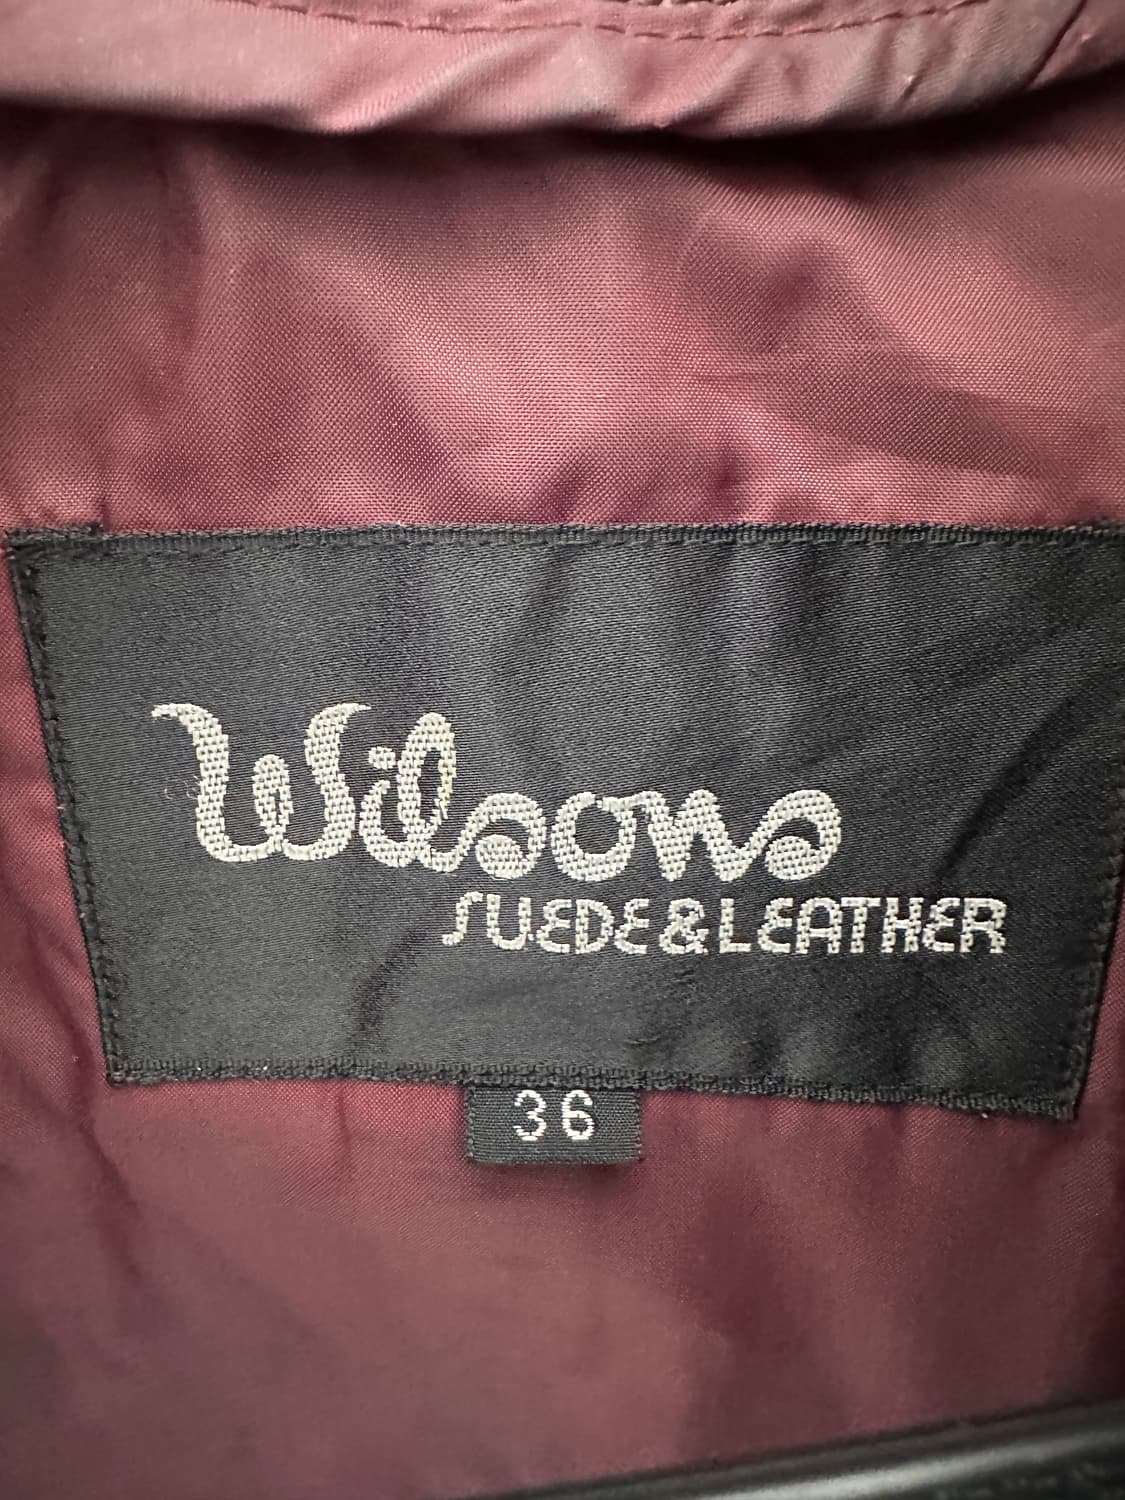 Wilsons
SUEDE & LEATHER
36